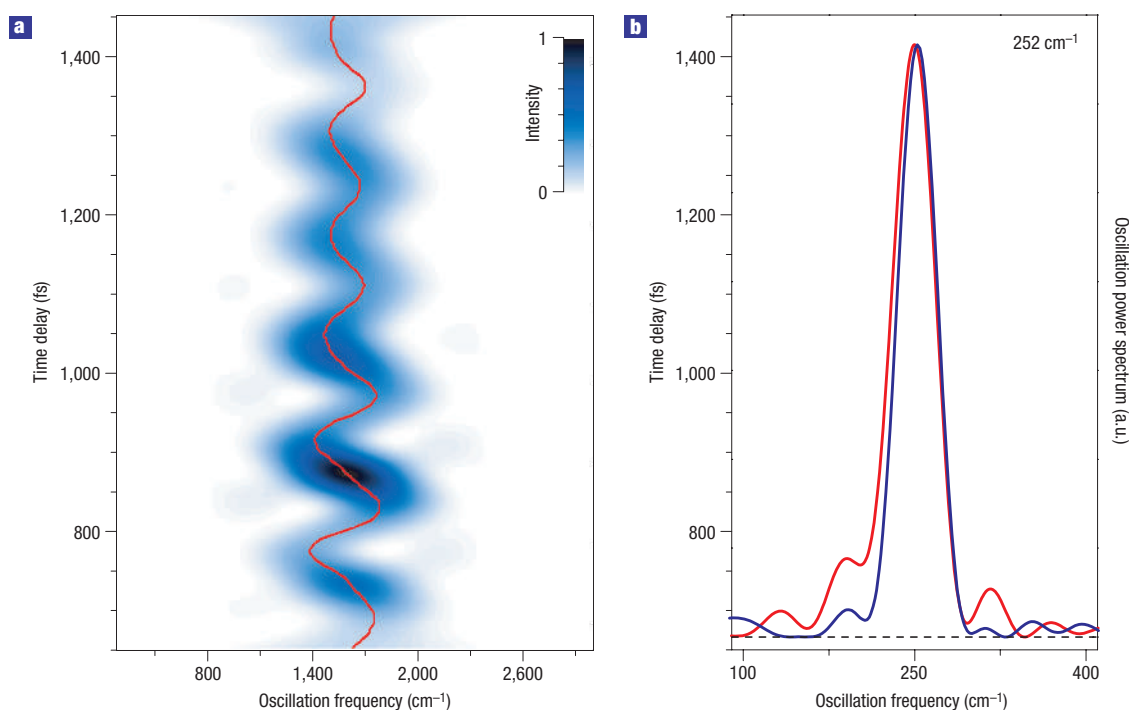 a
1,400
1,200
1,000
800
Time delay (fs)
1
Intensity
0
800
1,400
2,000
2,600
Oscillation frequency (cm–1)
b
252 cm–1
1,400
1,200
1,000
800
Time delay (fs)
Oscillation power spectrum (a.u.)
100
250
400
Oscillation frequency (cm–1)